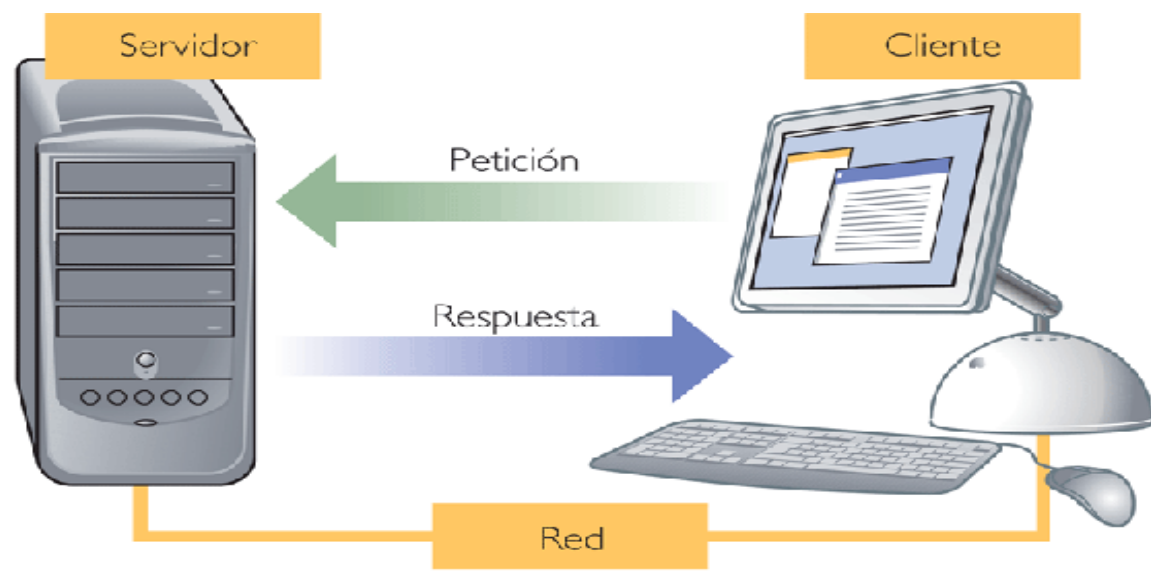 Servidor
Cliente
Petición
Respuesta
Red